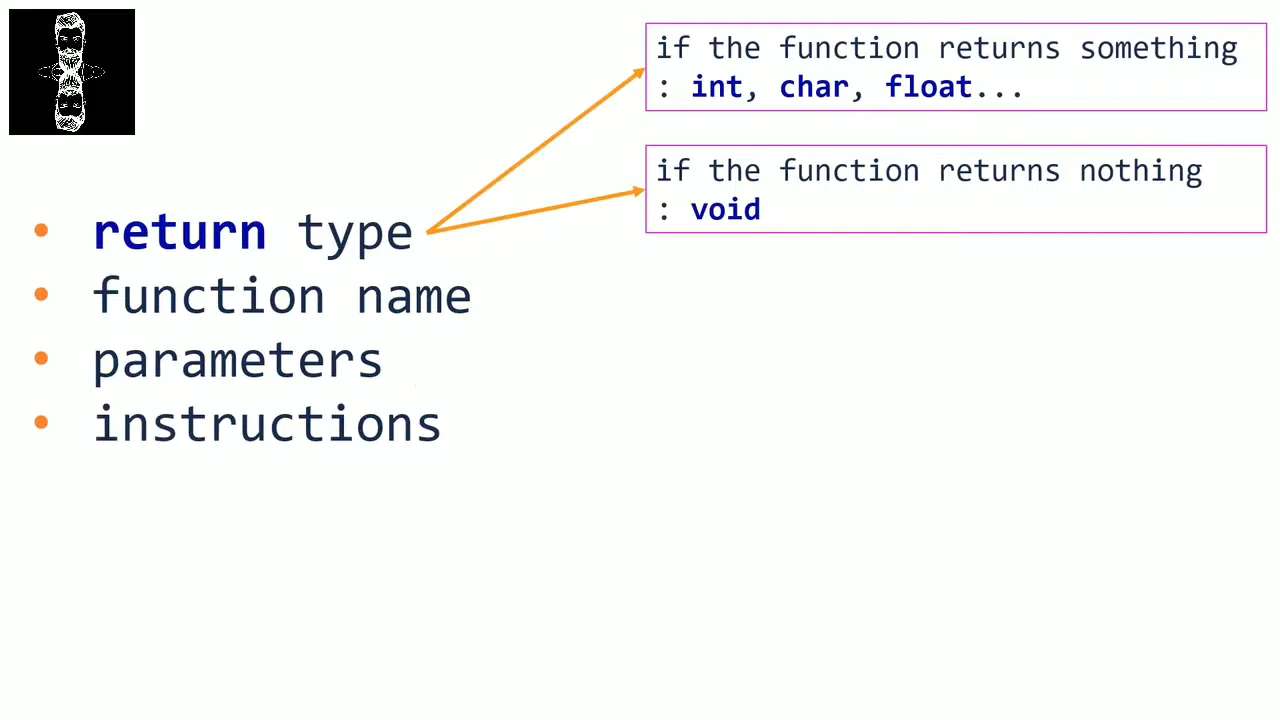 if the function returns something
: int, char, float...
if the function returns nothing
: void
• return type
• function name
• parameters
• instructions